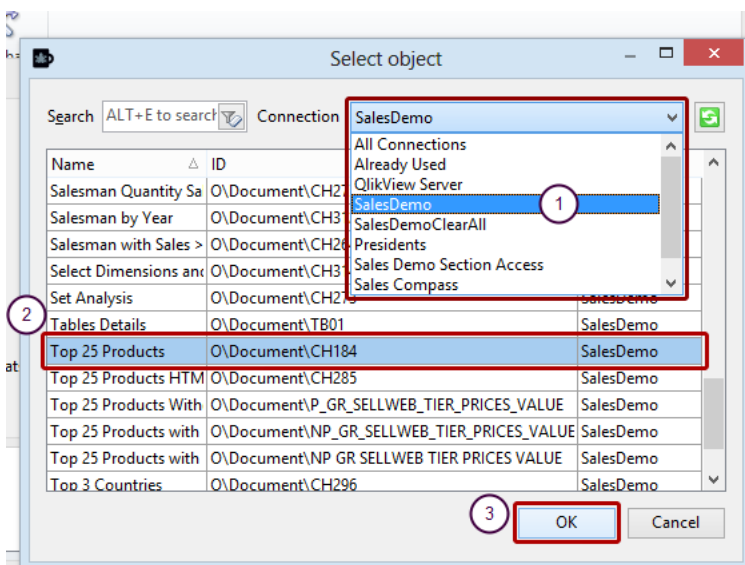 Select object
Search ALT+E to search Connection SalesDemo
All Connections
Already Used
QlikView Server
SalesDemo
1
SalesDemoClearAll
Presidents
Sales Demo Section Access
Sales Compass
Name ID
Salesman Quantity Sa O\Document\CH27
Salesman by Year O\Document\CH31
Salesman with Sales > O\Document\CH26
Select Dimensions and O\Document\CH31
Set Analysis O\Document\CH275 SalesDemo
2
Tables Details O\Document\TB01 SalesDemo
Top 25 Products O\Document\CH184 SalesDemo
Top 25 Products HTM O\Document\CH285 SalesDemo
Top 25 Products With O\Document\P_GR_SELLWEB_TIER_PRICES_VALUE SalesDemo
Top 25 Products with O\Document\NP_GR_SELLWEB_TIER_PRICES_VALUE SalesDemo
Top 25 Products with O\Document\NP GR SELLWEB TIER PRICES VALUE SalesDemo
Top 3 Countries O\Document\CH296 SalesDemo
3
OK Cancel